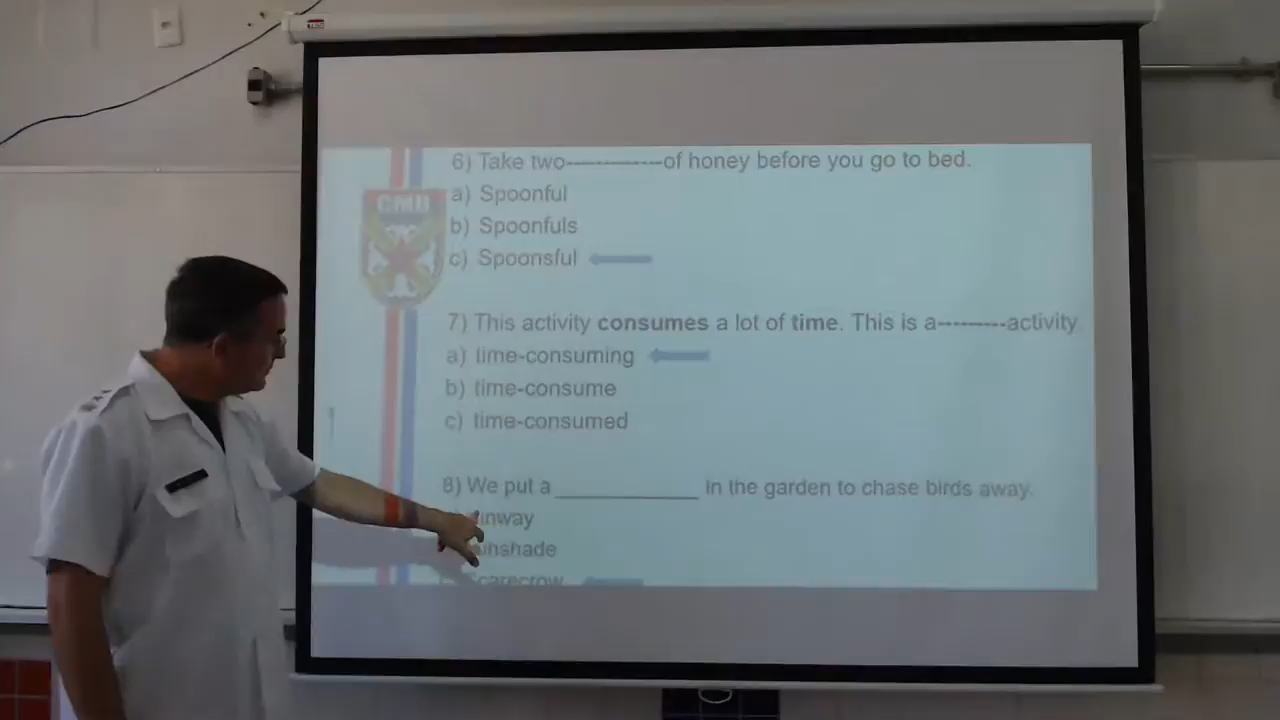 6) Take two------------of honey before you go to bed.
a) Spoonful
b) Spoonfuls
c) Spoonsful
7) This activity consumes a lot of time. This is a---------activity
a) time-consuming
b) time-consume
c) time-consumed
8) We put a ____________ in the garden to chase birds away.